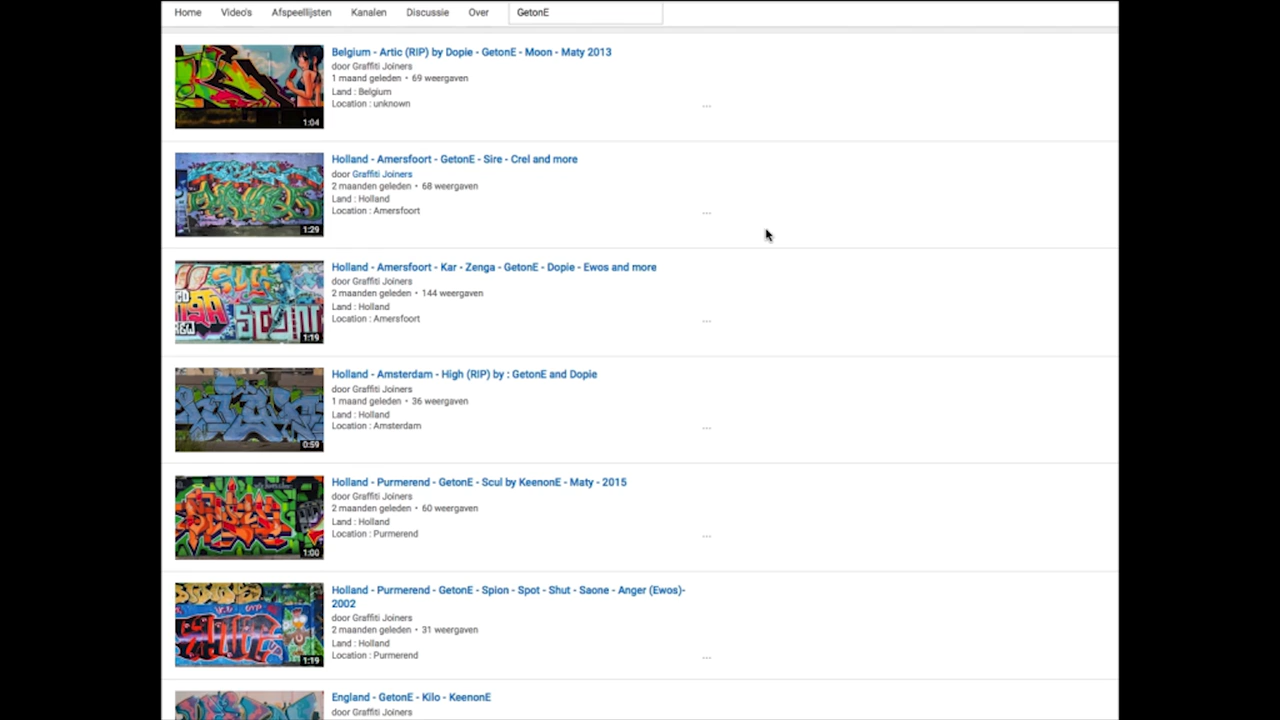 Home Video's Afspeellijsten Kanalen Discussie Over GetonE
Belgium - Artic (RIP) by Dopie - GetonE - Moon - Maty 2013
door Graffiti Joiners
1 maand geleden • 69 weergaven
Land : Belgium
Location : unknown
...
1:04
Holland - Amersfoort - GetonE - Sire - Crel and more
door Graffiti Joiners
2 maanden geleden • 68 weergaven
Land : Holland
Location : Amersfoort
...
1:29
Holland - Amersfoort - Kar - Zenga - GetonE - Dopie - Ewos and more
door Graffiti Joiners
2 maanden geleden • 144 weergaven
Land : Holland
Location : Amersfoort
...
1:19
Holland - Amsterdam - High (RIP) by : GetonE and Dopie
door Graffiti Joiners
1 maand geleden • 36 weergaven
Land : Holland
Location : Amsterdam
...
0:59
Holland - Purmerend - GetonE - Scul by KeenonE - Maty - 2015
door Graffiti Joiners
2 maanden geleden • 60 weergaven
Land : Holland
Location : Purmerend
...
1:00
Holland - Purmerend - GetonE - Spion - Spot - Shut - Saone - Anger (Ewos)-
2002
door Graffiti Joiners
2 maanden geleden • 31 weergaven
Land : Holland
Location : Purmerend
...
1:19
England - GetonE - Kilo - KeenonE
door Graffiti Joiners